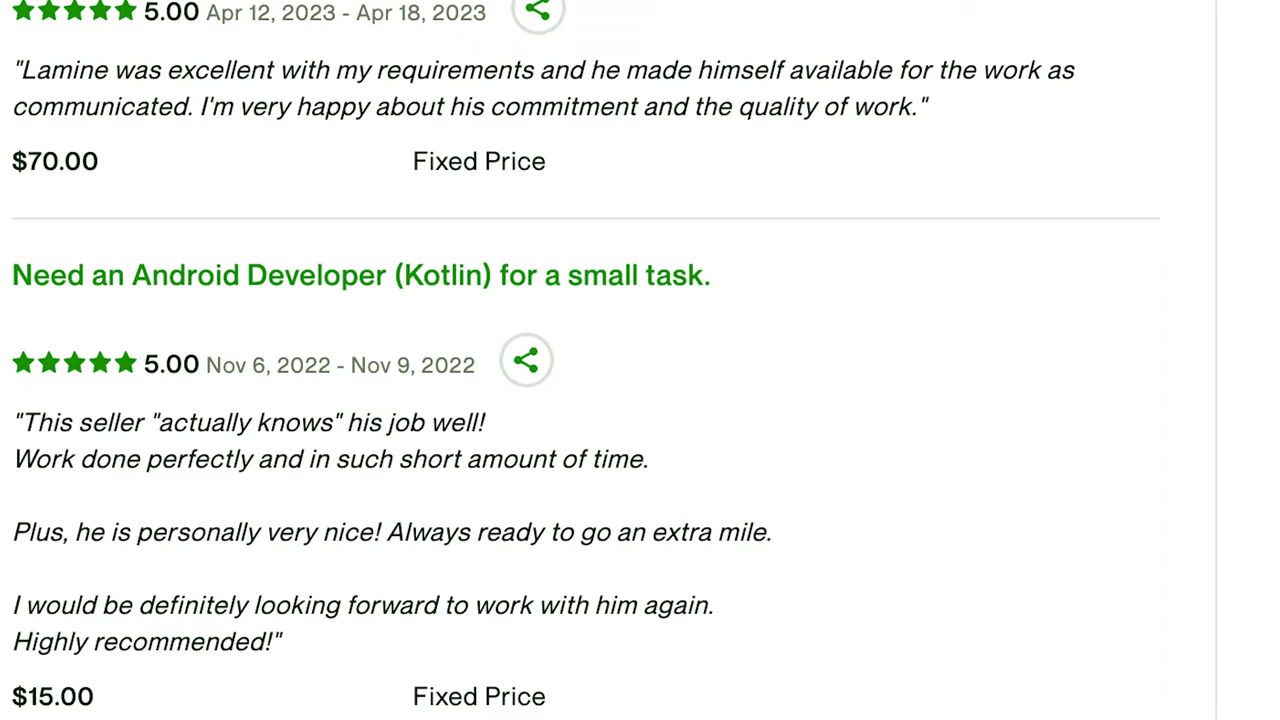 5.00 Apr 12, 2023 - Apr 18, 2023
"Lamine was excellent with my requirements and he made himself available for the work as
communicated. I'm very happy about his commitment and the quality of work."
$70.00 Fixed Price
Need an Android Developer (Kotlin) for a small task.
5.00 Nov 6, 2022 - Nov 9, 2022
"This seller "actually knows" his job well!
Work done perfectly and in such short amount of time.
Plus, he is personally very nice! Always ready to go an extra mile.
I would be definitely looking forward to work with him again.
Highly recommended!"
$15.00 Fixed Price